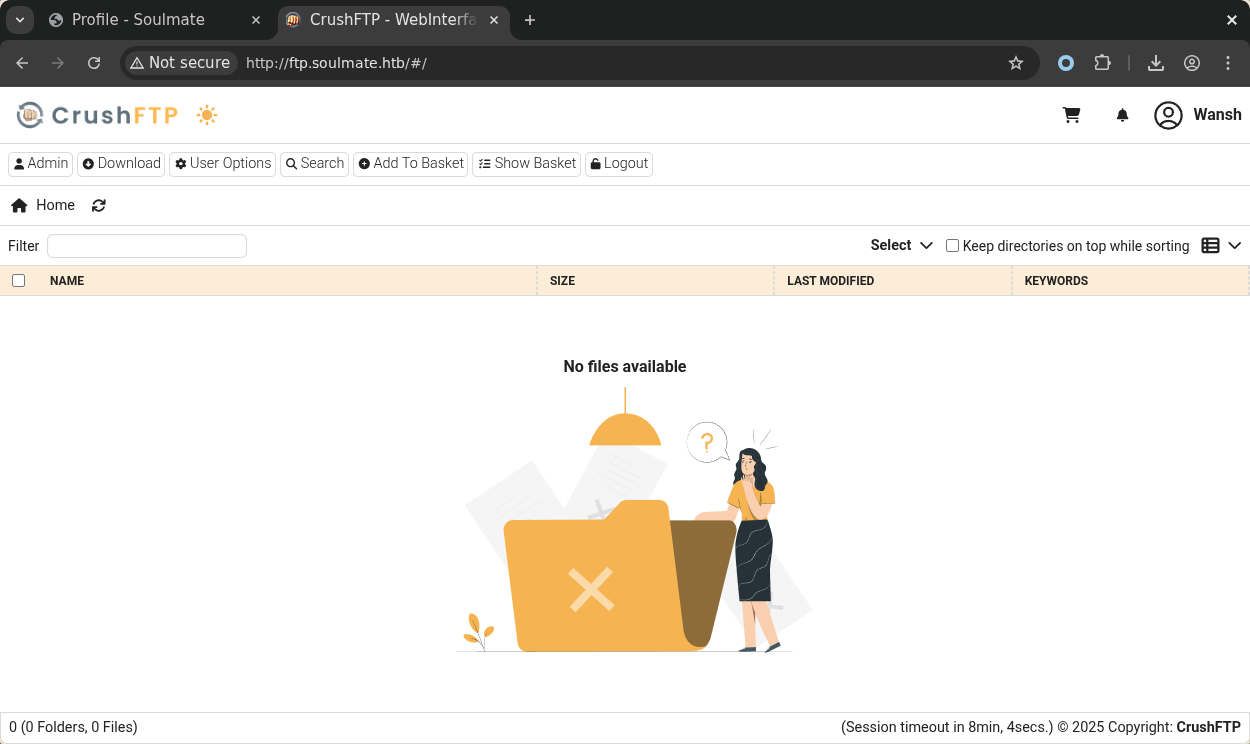 Profile - Soulmate
CrushFTP - WebInterfa
Not secure http://ftp.soulmate.htb/#/
CrushFTP
Wansh
Admin Download User Options Search Add To Basket Show Basket Logout
Home
Filter Select Keep directories on top while sorting
NAME SIZE LAST MODIFIED KEYWORDS
No files available
?
0 (0 Folders, 0 Files) (Session timeout in 8min, 4secs.) © 2025 Copyright: CrushFTP